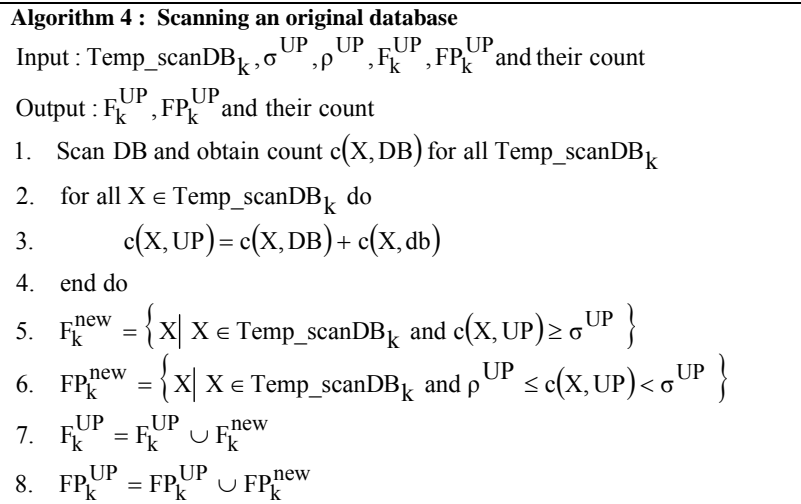 Algorithm 4 : Scanning an original database
Input : Temp_scanDB_k , σ^UP , ρ^UP , F_k^UP , FP_k^UP and their count
Output : F_k^UP , FP_k^UP and their count
1. Scan DB and obtain count c(X, DB) for all Temp_scanDB_k
2. for all X ∈ Temp_scanDB_k do
3. c(X, UP) = c(X, DB) + c(X, db)
4. end do
5. F_k^new = { X| X ∈ Temp_scanDB_k and c(X, UP) ≥ σ^UP }
6. FP_k^new = { X| X ∈ Temp_scanDB_k and ρ^UP ≤ c(X, UP) < σ^UP }
7. F_k^UP = F_k^UP ∪ F_k^new
8. FP_k^UP = FP_k^UP ∪ FP_k^new